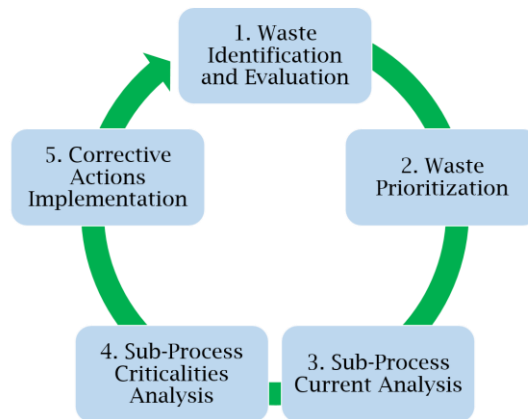 1. Waste
Identification
and Evaluation
2. Waste
Prioritization
3. Sub-Process
Current Analysis
4. Sub-Process
Criticalities
Analysis
5. Corrective
Actions
Implementation